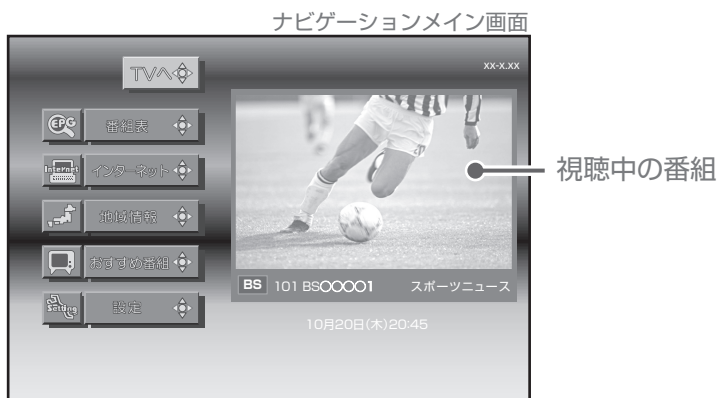 ナビゲーションメイン画面
TVへ
xx-x.xx
EPG
番組表
Internet
インターネット
地域情報
おすすめ番組
Setting
設定
視聴中の番組
BS 101 BS○○○○1 スポーツニュース
10月20日(木)20:45